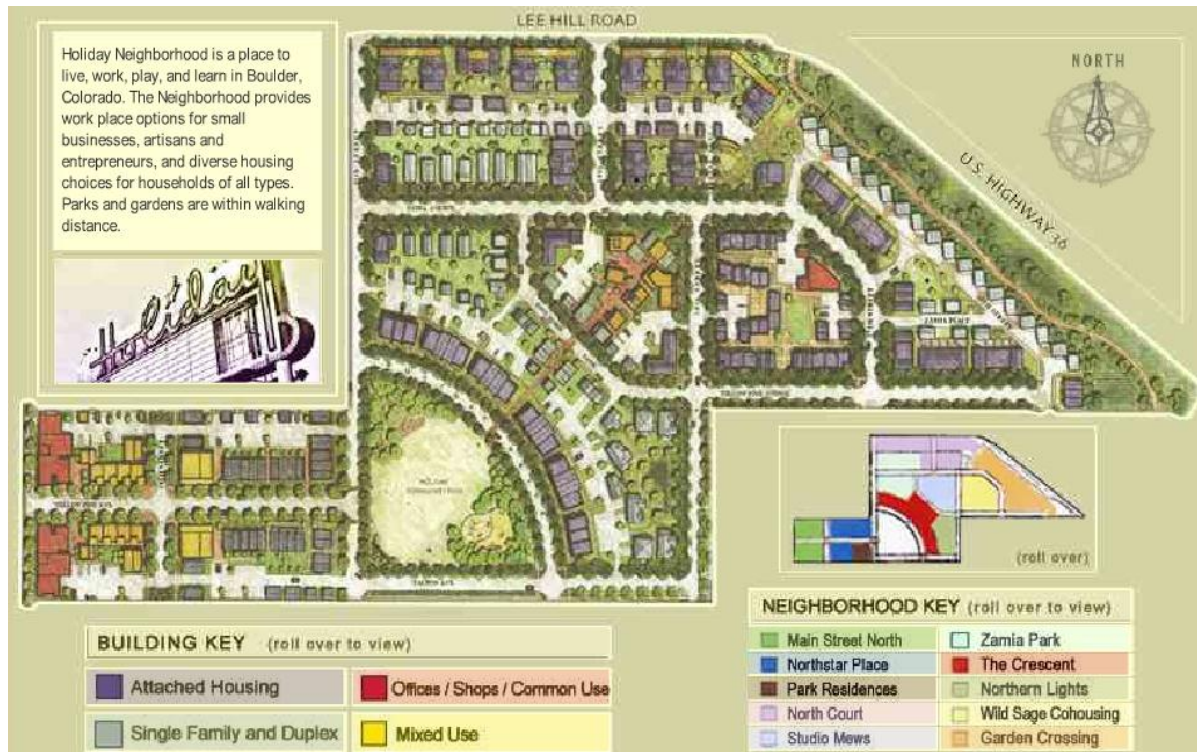 LEE HILL ROAD
Holiday Neighborhood is a place to
live, work, play, and learn in Boulder,
Colorado. The Neighborhood provides
work place options for small
businesses, artisans and
entrepreneurs, and diverse housing
choices for households of all types.
Parks and gardens are within walking
distance.
Holiday
NORTH
U.S. HIGHWAY 36
(roll over)
BUILDING KEY (roll over to view)
Attached Housing
Offices / Shops / Common Use
Single Family and Duplex
Mixed Use
NEIGHBORHOOD KEY (roll over to view)
Main Street North
Zamia Park
Northstar Place
The Crescent
Park Residences
Northern Lights
North Court
Wild Sage Cohousing
Studio Mews
Garden Crossing